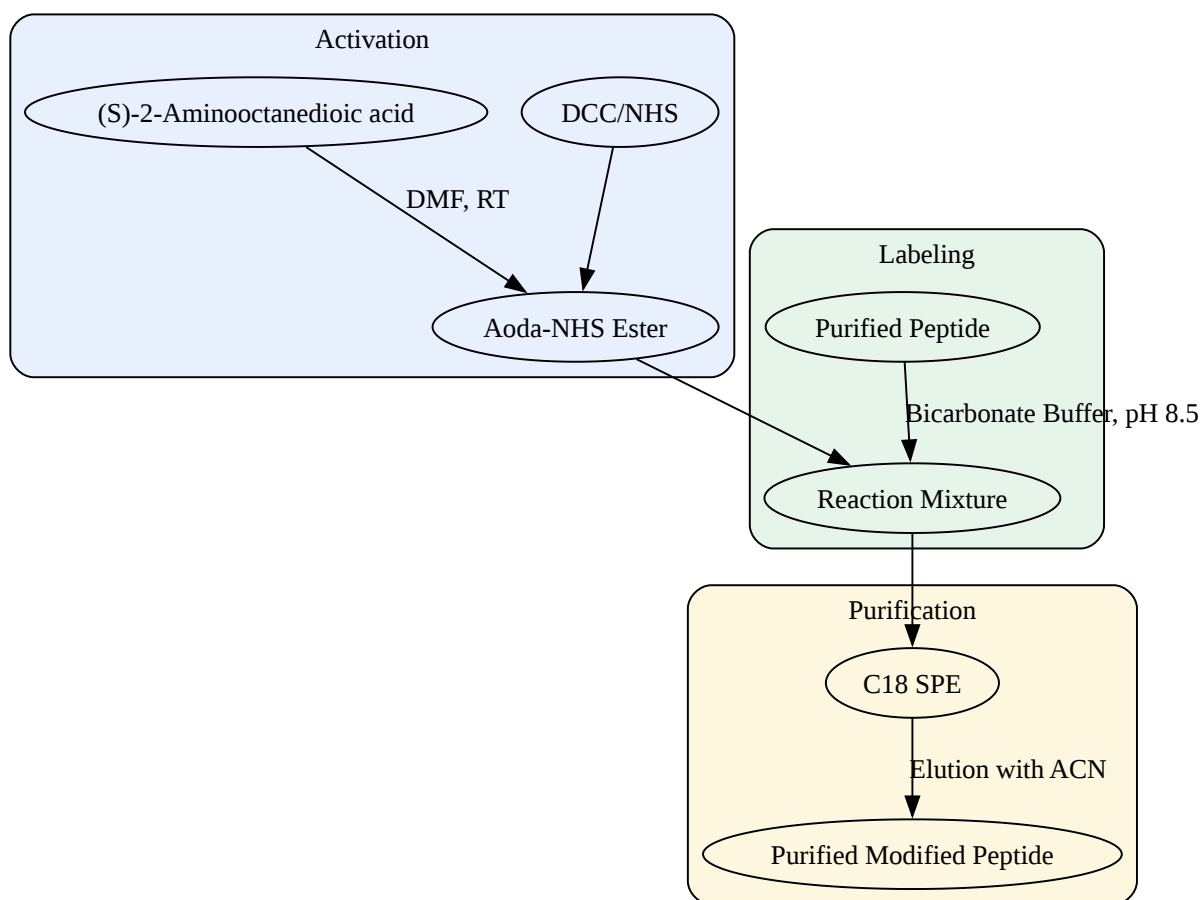 Activation
(S)-2-Aminooctanedioic acid
DCC/NHS
DMF, RT
Aoda-NHS Ester
Labeling
Purified Peptide
Bicarbonate Buffer, pH 8.5
Reaction Mixture
Purification
C18 SPE
Elution with ACN
Purified Modified Peptide